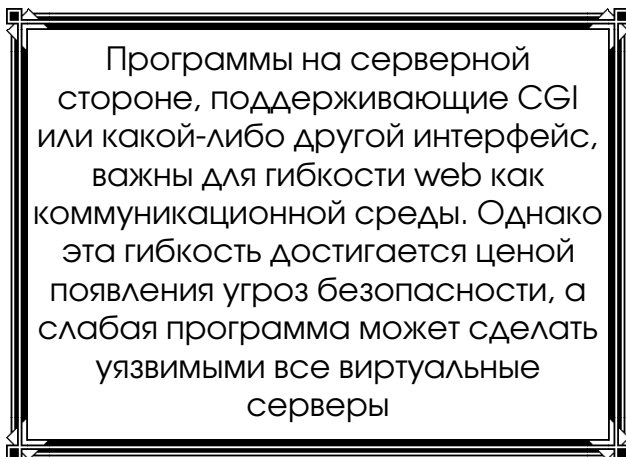 Программы на серверной
стороне, поддерживающие CGI
или какой-либо другой интерфейс,
важны для гибкости web как
коммуникационной среды. Однако
эта гибкость достигается ценой
появления угроз безопасности, а
слабая программа может сделать
уязвимыми все виртуальные
серверы